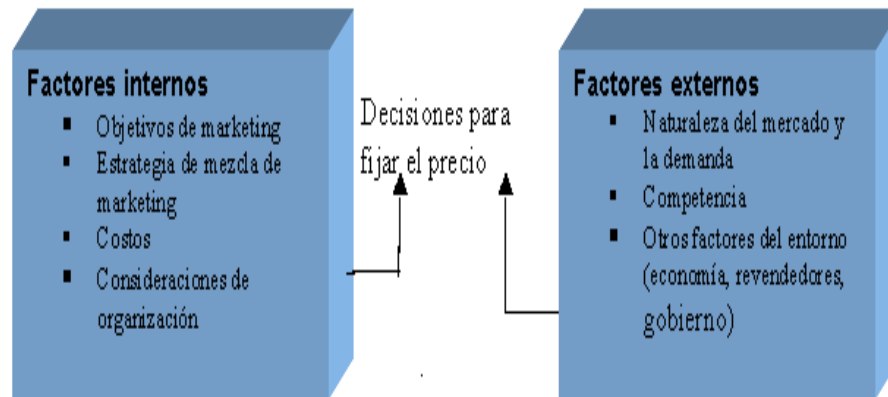 Factores internos
▪ Objetivos de marketing
▪ Estrategia de mezcla de
marketing
▪ Costos
▪ Consideraciones de
organización
Decisiones para
fijar el precio
Factores externos
▪ Naturaleza del mercado y
la demanda
▪ Competencia
▪ Otros factores del entorno
(economía, revendedores,
gobierno)
.